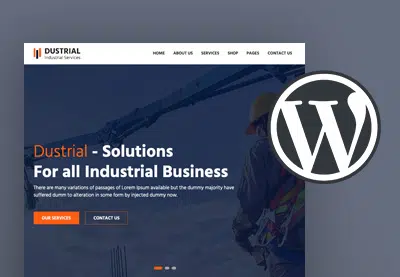 DUSTRIAL
Industrial Services
HOME ABOUT US SERVICES SHOP PAGES CONTACT US
Dustrial - Solutions
For all Industrial Business
There are many variations of passages of Lorem Ipsum available but the dummy majority have
suffered dumm to alteration in some form by injected dummy now.
OUR SERVICES CONTACT US
W